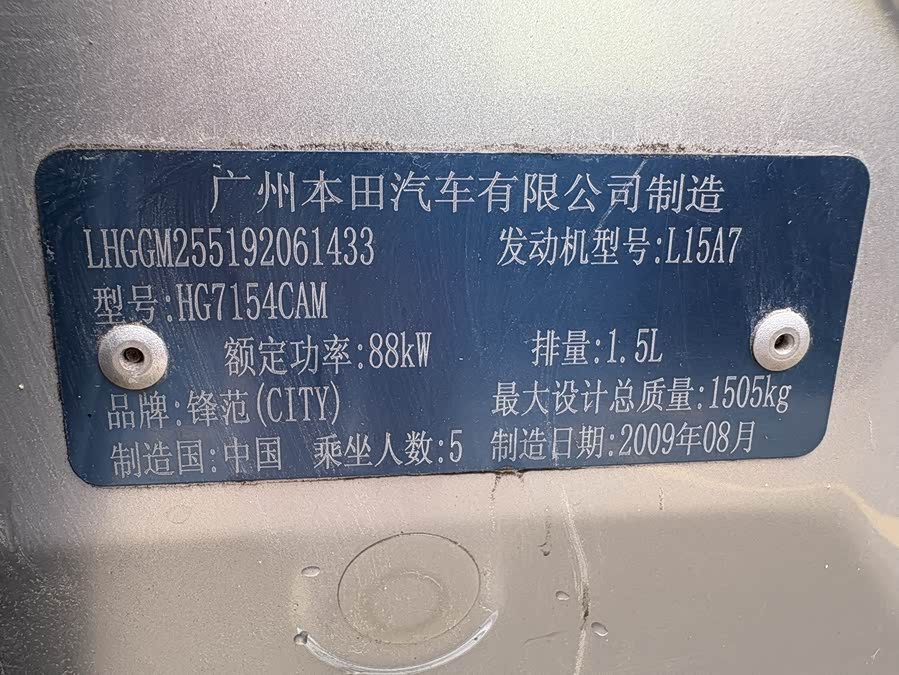 广州本田汽车有限公司制造
LHGGM255192061433 发动机型号:L15A7
型号:HG7154CAM
额定功率:88kW 排量:1.5L
品牌:锋范(CITY) 最大设计总质量:1505kg
制造国:中国 乘坐人数:5 制造日期:2009年08月